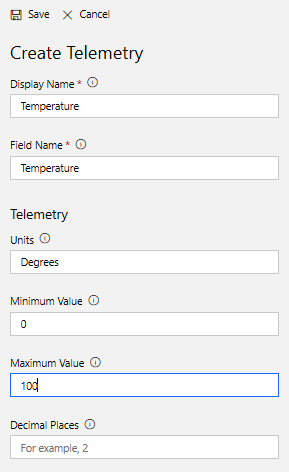 Save Cancel
Create Telemetry
Display Name *
Temperature
Field Name *
Temperature
Telemetry
Units
Degrees
Minimum Value
0
Maximum Value
100
Decimal Places
For example, 2